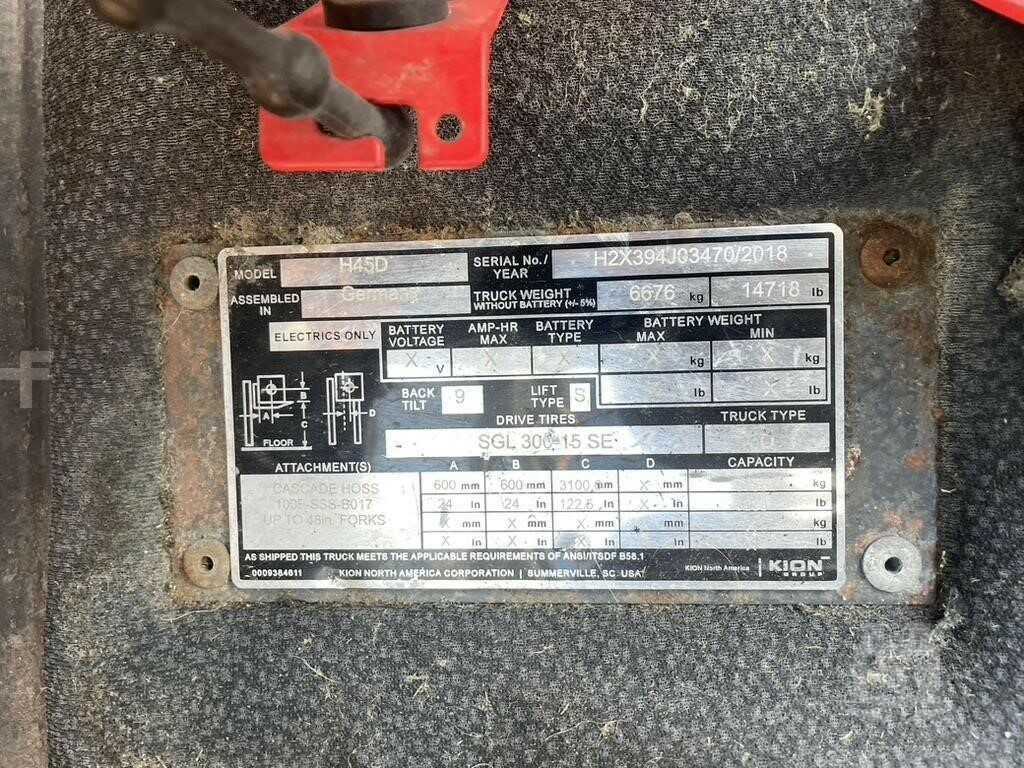 MODEL H45D SERIAL No./ YEAR H2X394J03470/2018
ASSEMBLED IN Germany TRUCK WEIGHT WITHOUT BATTERY (+/- 5%) 6676 kg 14718 lb
ELECTRICS ONLY BATTERY VOLTAGE AMP-HR MAX BATTERY TYPE BATTERY WEIGHT MAX MIN
X V X X X kg X kg
lb X lb
BACK TILT 9 LIFT TYPE S
DRIVE TIRES TRUCK TYPE
SGL 300-15 SE
A B C D
FLOOR
ATTACHMENT(S) A B C D CAPACITY
CASCADE HOSS 600 mm 600 mm 3100 mm X mm kg
24 in 24 in 122.5 in X in lb
UP TO 48in. FORKS X mm X mm X mm mm kg
X in X in X in X in lb
AS SHIPPED THIS TRUCK MEETS THE APPLICABLE REQUIREMENTS OF ANSI/ITSDF B56.1
0009384611 KION NORTH AMERICA CORPORATION | SUMMERVILLE, SC USA KION North America | KION GROUP